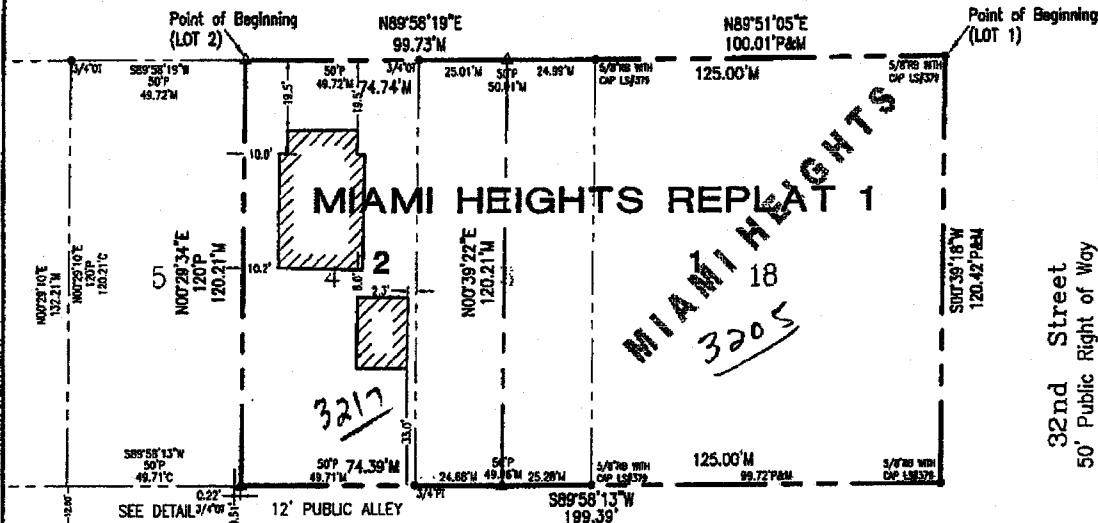 Point of Beginning
(LOT 2)
N89°58'19"E
99.73'M
N89°51'05"E
100.01'P&M
Point of Beginning
(LOT 1)
3/4"OT
S89°58'19"W
50'P
49.72'M
50'P
49.72'M
74.74'M
3/4"OT
25.01'M
50'P
24.99'M
5/8"RB WITH
CAP LS#379
125.00'M
5/8"RB WITH
CAP LS#379
19.5'
19.5'
10.0'
MIAMI HEIGHTS REPLAT 1
MIAMI HEIGHTS
N00°29'10"E
132.21'M
N00°29'10"E
120'P
120.21'C
5
N00°29'34"E
120'P
120.21'M
10.2'
4
2
8.0'
2.3'
N00°39'22"E
120.21'M
18
3205
S00°39'18"W
120.42'P&M
32nd Street
50' Public Right of Way
3217
33.0'
S89°58'13"W
50'P
49.71'C
50'P
49.71'M
74.39'M
24.68'M
50'P
49.96'M
25.28'M
5/8"RB WITH
CAP LS#379
125.00'M
99.72'P&M
5/8"RB WITH
CAP LS#379
0.22'
3/4"PI
SEE DETAIL
12' PUBLIC ALLEY
S89°58'13"W
199.39'
12.00'